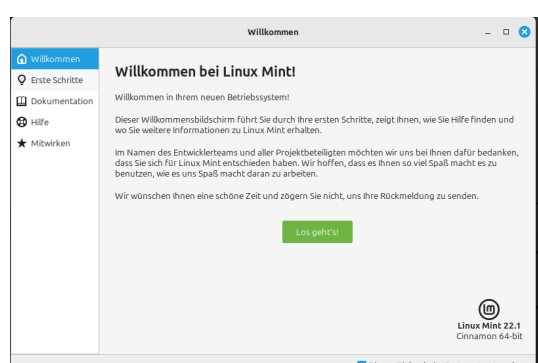 Willkommen
Willkommen
Erste Schritte
Dokumentation
Hilfe
Mitwirken
Willkommen bei Linux Mint!
Willkommen in Ihrem neuen Betriebssystem!
Dieser Willkommensbildschirm führt Sie durch Ihre ersten Schritte, zeigt Ihnen, wie Sie Hilfe finden und
wo Sie weitere Informationen zu Linux Mint erhalten.
Im Namen des Entwicklerteams und aller Projektbeteiligten möchten wir uns bei Ihnen dafür bedanken,
dass Sie sich für Linux Mint entschieden haben. Wir hoffen, dass es Ihnen so viel Spaß macht es zu
benutzen, wie es uns Spaß macht daran zu arbeiten.
Wir wünschen Ihnen eine schöne Zeit und zögern Sie nicht, uns Ihre Rückmeldung zu senden.
Los geht's!
Linux Mint 22.1
Cinnamon 64-bit